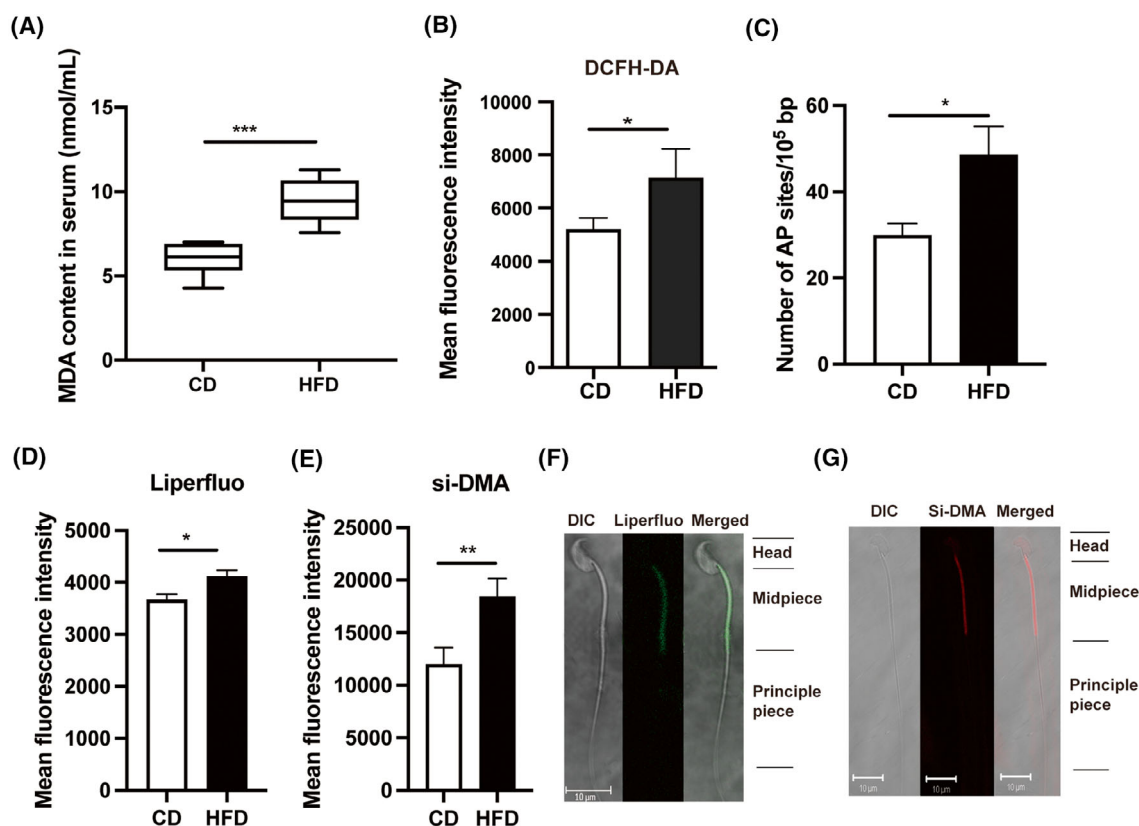 (A)
MDA content in serum (nmol/mL)
15
10
5
0
***
CD HFD
(B)
DCFH-DA
Mean fluorescence intensity
10000
8000
6000
4000
2000
0
*
CD HFD
(C)
Number of AP sites/10⁵ bp
60
40
20
0
*
CD HFD
(D)
Liperfluo
Mean fluorescence intensity
5000
4000
3000
2000
1000
0
*
CD HFD
(E)
si-DMA
Mean fluorescence intensity
25000
20000
15000
10000
5000
0
**
CD HFD
(F)
DIC Liperfluo Merged
Head
Midpiece
Principle
piece
10 μm
(G)
DIC Si-DMA Merged
Head
Midpiece
Principle
piece
10 μm 10 μm 10 μm